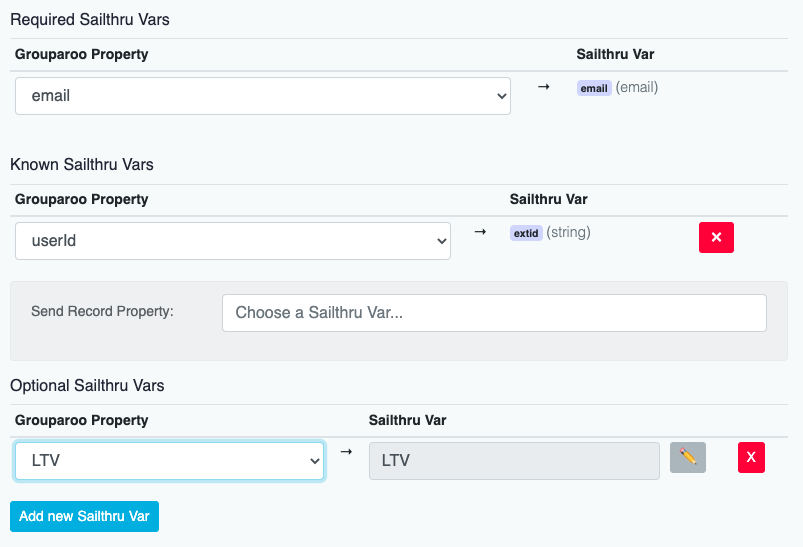 Required Sailthru Vars
Grouparoo Property Sailthru Var
email → email (email)
Known Sailthru Vars
Grouparoo Property Sailthru Var
userId → extid (string) ×
Send Record Property: Choose a Sailthru Var...
Optional Sailthru Vars
Grouparoo Property Sailthru Var
LTV → LTV X
Add new Sailthru Var